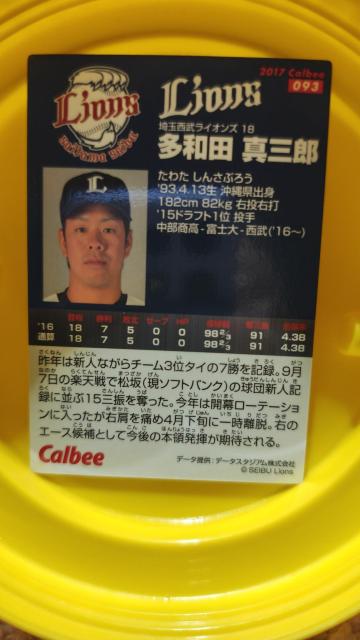 Lions
saitama seibu
2017 Calbee
093
Lions
埼玉西武ライオンズ 18
多和田 真三郎
たわた しんさぶろう
'93.4.13生 沖縄県出身
182cm 82kg 右投右打
'15ドラフト1位 投手
中部商高-富士大-西武('16〜)
'16 18 7 5 0 0 98 2/3 91 4.38
通算 18 7 5 0 0 98 2/3 91 4.38
昨年は新人ながらチーム3位タイの7勝を記録。9月
7日の楽天戦で松坂(現ソフトバンク)の球団新人記
録に並ぶ15三振を奪った。今年は開幕ローテーショ
ンに入ったが右肩を痛め4月下旬に一時離脱。右の
エース候補として今後の本領発揮が期待される。
Calbee
データ提供:データスタジアム株式会社
© SEIBU Lions